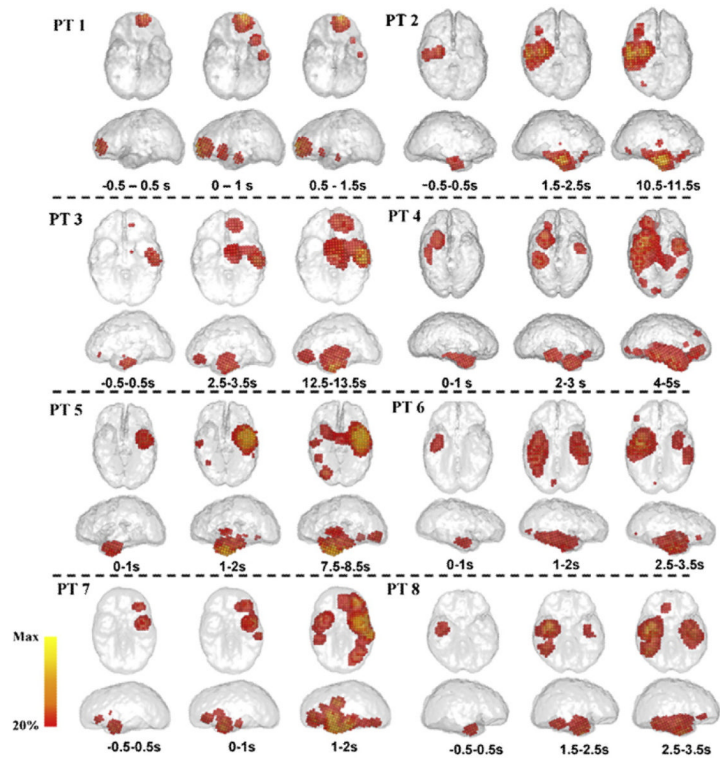 PT 1
PT 2
-0.5 – 0.5 s
0 – 1 s
0.5 - 1.5s
-0.5-0.5s
1.5-2.5s
10.5-11.5s
PT 3
PT 4
-0.5-0.5s
2.5-3.5s
12.5-13.5s
0-1 s
2-3 s
4-5s
PT 5
PT 6
0-1s
1-2s
7.5-8.5s
0-1s
1-2s
2.5-3.5s
PT 7
PT 8
Max
20%
-0.5-0.5s
0-1s
1-2s
-0.5-0.5s
1.5-2.5s
2.5-3.5s